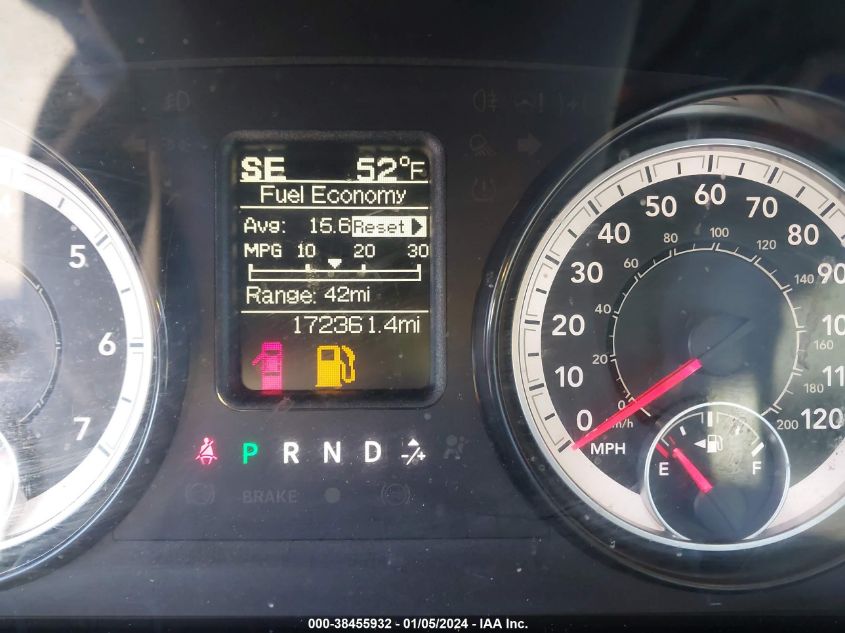 SE 52°F
Fuel Economy
Avg: 15.6 Reset
MPG 10 20 30
Range: 42mi
172361.4mi
P R N D -/+
BRAKE
5
6
7
0 10 20 30 40 50 60 70 80 90
120
MPH
0 20 40 60 80 100 120 140 160 180 200
E F
000-38455932 - 01/05/2024 - IAA Inc.